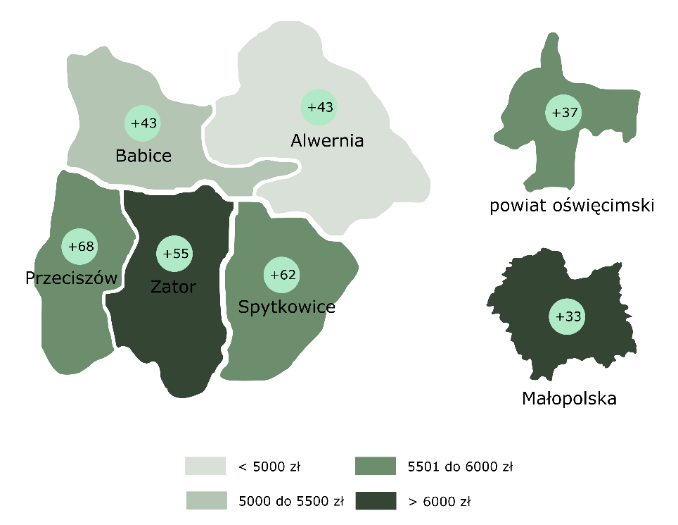 +43
Babice
+43
Alwernia
+37
powiat oświęcimski
+68
Przeciszów
+55
Zator
+62
Spytkowice
+33
Małopolska
< 5000 zł
5501 do 6000 zł
5000 do 5500 zł
> 6000 zł